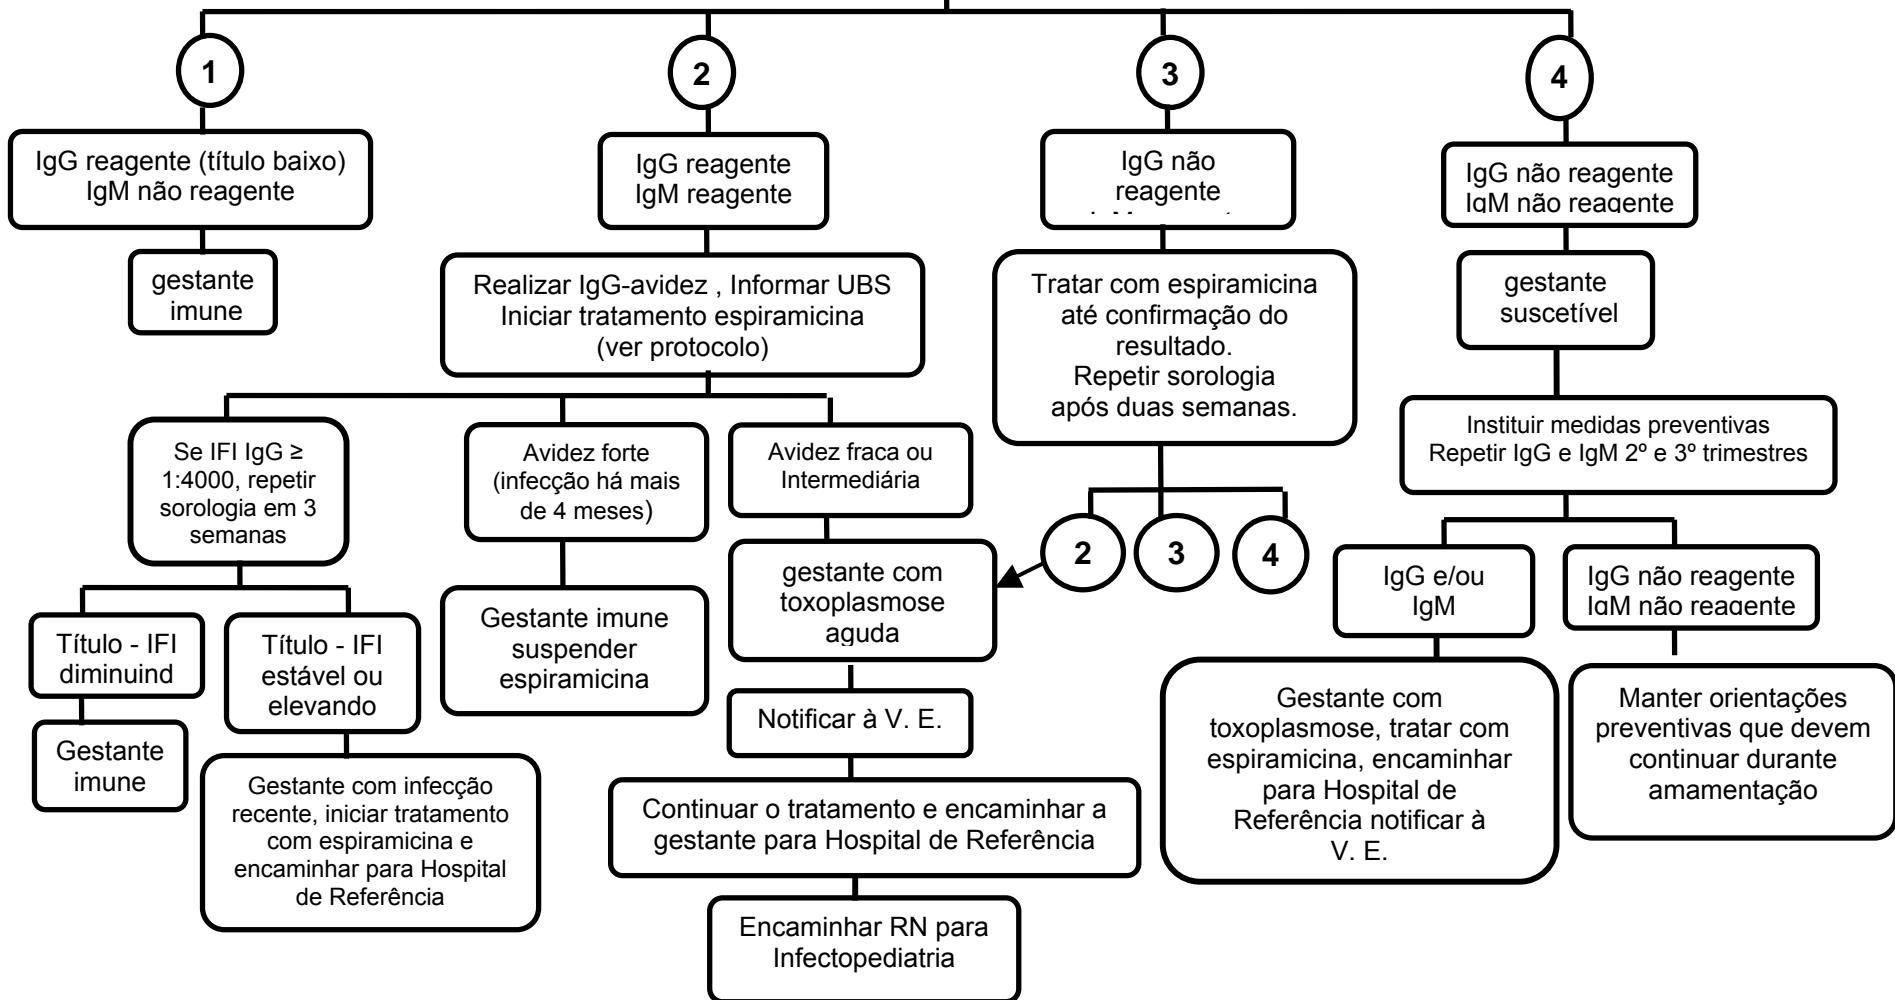 1
2
3
4
IgG reagente (título baixo)
IgM não reagente
IgG reagente
IgM reagente
IgG não
reagente
IgG não reagente
IgM não reagente
gestante
imune
Realizar IgG-avidez , Informar UBS
Iniciar tratamento espiramicina
(ver protocolo)
Tratar com espiramicina
até confirmação do
resultado.
Repetir sorologia
após duas semanas.
gestante
suscetível
Se IFI IgG ≥
1:4000, repetir
sorologia em 3
semanas
Avidez forte
(infecção há mais
de 4 meses)
Avidez fraca ou
Intermediária
Instituir medidas preventivas
Repetir IgG e IgM 2º e 3º trimestres
2
3
4
gestante com
toxoplasmose
aguda
IgG e/ou
IgM
IgG não reagente
IgM não reagente
Título - IFI
diminuind
Título - IFI
estável ou
elevando
Gestante imune
suspender
espiramicina
Notificar à V. E.
Gestante com
toxoplasmose, tratar com
espiramicina, encaminhar
para Hospital de
Referência notificar à
V. E.
Manter orientações
preventivas que devem
continuar durante
amamentação
Gestante
imune
Gestante com infecção
recente, iniciar tratamento
com espiramicina e
encaminhar para Hospital
de Referência
Continuar o tratamento e encaminhar a
gestante para Hospital de Referência
Encaminhar RN para
Infectopediatria